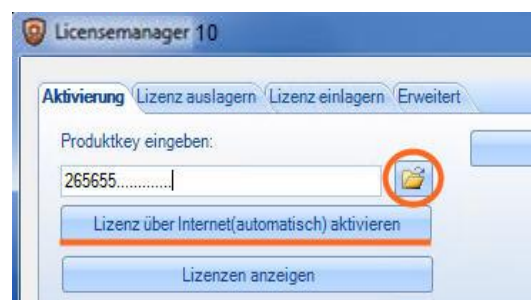 Licensemanager 10
Aktivierung Lizenz auslagern Lizenz einlagern Erweitert
Produktkey eingeben:
265655............
Lizenz über Internet(automatisch) aktivieren
Lizenzen anzeigen